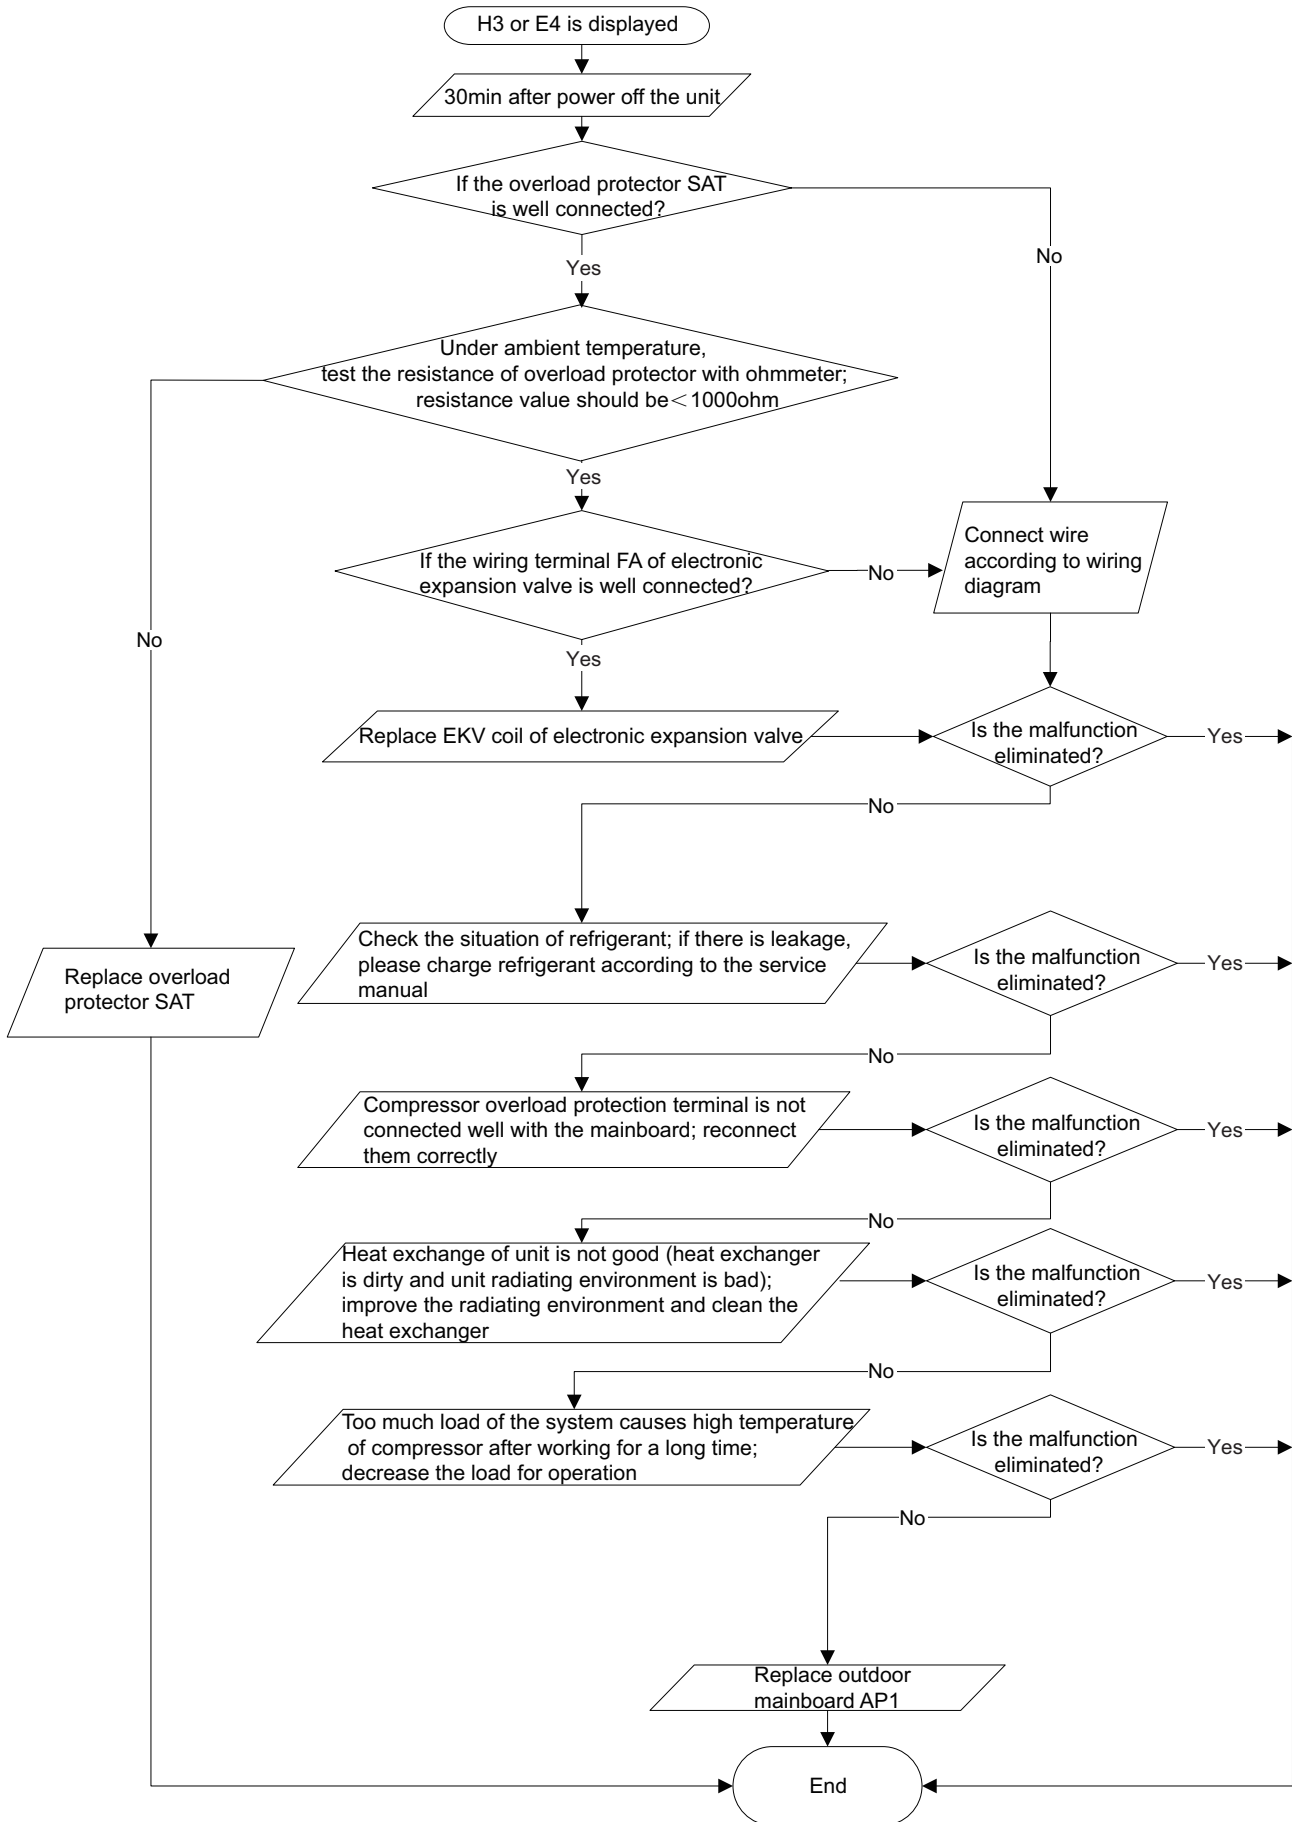 H3 or E4 is displayed
30min after power off the unit
If the overload protector SAT
is well connected?
No
Yes
Under ambient temperature,
test the resistance of overload protector with ohmmeter;
resistance value should be＜1000ohm
Yes
If the wiring terminal FA of electronic
expansion valve is well connected?
No
Connect wire
according to wiring
diagram
No
Yes
Replace EKV coil of electronic expansion valve
Is the malfunction
eliminated?
Yes
No
Check the situation of refrigerant; if there is leakage,
please charge refrigerant according to the service
manual
Is the malfunction
eliminated?
Yes
Replace overload
protector SAT
No
Compressor overload protection terminal is not
connected well with the mainboard; reconnect
them correctly
Is the malfunction
eliminated?
Yes
No
Heat exchange of unit is not good (heat exchanger
is dirty and unit radiating environment is bad);
improve the radiating environment and clean the
heat exchanger
Is the malfunction
eliminated?
Yes
No
Too much load of the system causes high temperature
of compressor after working for a long time;
decrease the load for operation
Is the malfunction
eliminated?
Yes
No
Replace outdoor
mainboard AP1
End